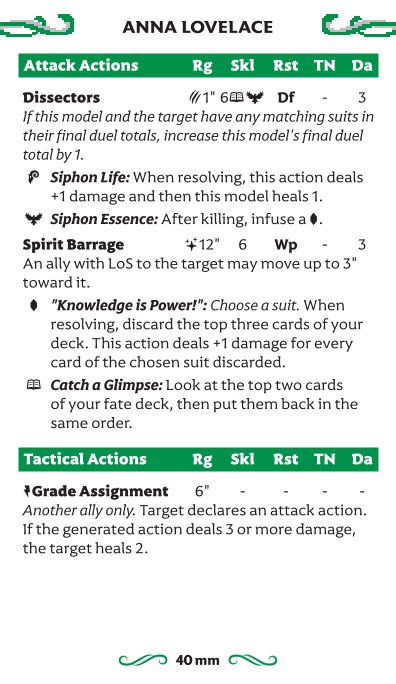 ANNA LOVELACE
Attack Actions Rg Skl Rst TN Da
Dissectors 1" 6 Df - 3
If this model and the target have any matching suits in
their final duel totals, increase this model's final duel
total by 1.
Siphon Life: When resolving, this action deals
+1 damage and then this model heals 1.
Siphon Essence: After killing, infuse a .
Spirit Barrage 12" 6 Wp - 3
An ally with LoS to the target may move up to 3"
toward it.
"Knowledge is Power!": Choose a suit. When
resolving, discard the top three cards of your
deck. This action deals +1 damage for every
card of the chosen suit discarded.
Catch a Glimpse: Look at the top two cards
of your fate deck, then put them back in the
same order.
Tactical Actions Rg Skl Rst TN Da
Grade Assignment 6" - - - -
Another ally only. Target declares an attack action.
If the generated action deals 3 or more damage,
the target heals 2.
40 mm